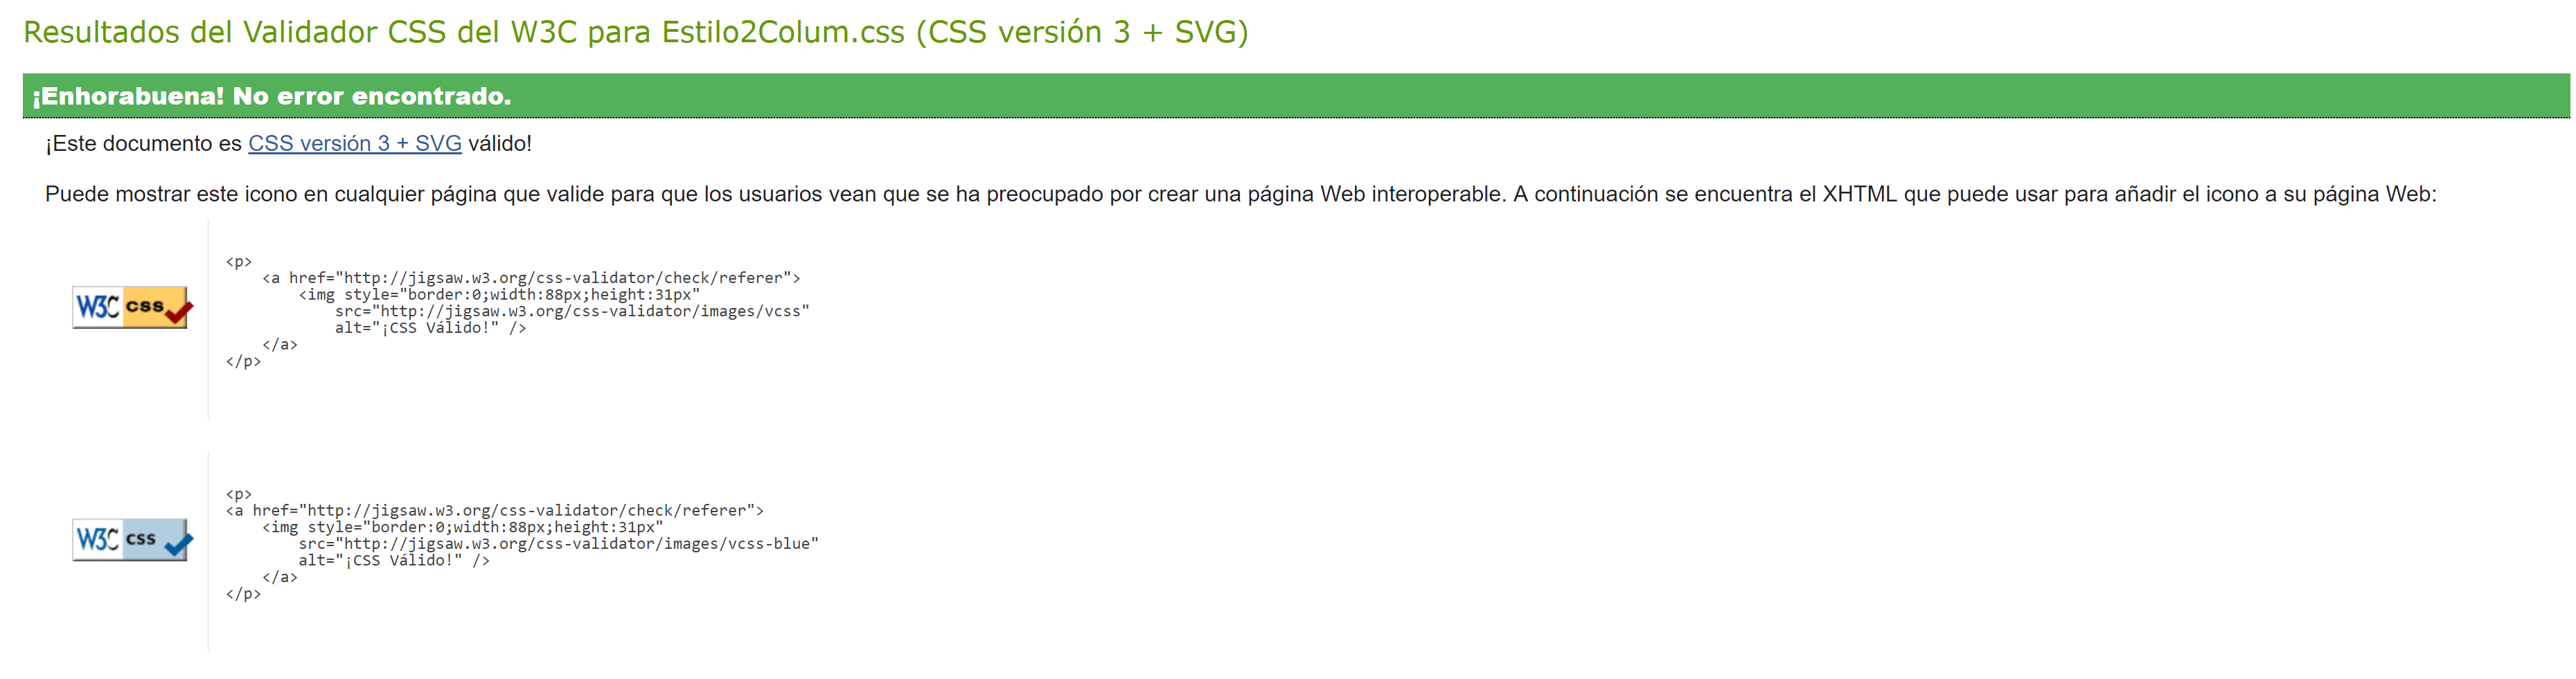 Resultados del Validador CSS del W3C para Estilo2Colum.css (CSS versión 3 + SVG)
¡Enhorabuena! No error encontrado.
¡Este documento es CSS versión 3 + SVG válido!
Puede mostrar este icono en cualquier página que valide para que los usuarios vean que se ha preocupado por crear una página Web interoperable. A continuación se encuentra el XHTML que puede usar para añadir el icono a su página Web:
W3C css
<p>
    <a href="http://jigsaw.w3.org/css-validator/check/referer">
        <img style="border:0;width:88px;height:31px"
            src="http://jigsaw.w3.org/css-validator/images/vcss"
            alt="¡CSS Válido!" />
    </a>
</p>
W3C css
<p>
<a href="http://jigsaw.w3.org/css-validator/check/referer">
    <img style="border:0;width:88px;height:31px"
        src="http://jigsaw.w3.org/css-validator/images/vcss-blue"
        alt="¡CSS Válido!" />
    </a>
</p>